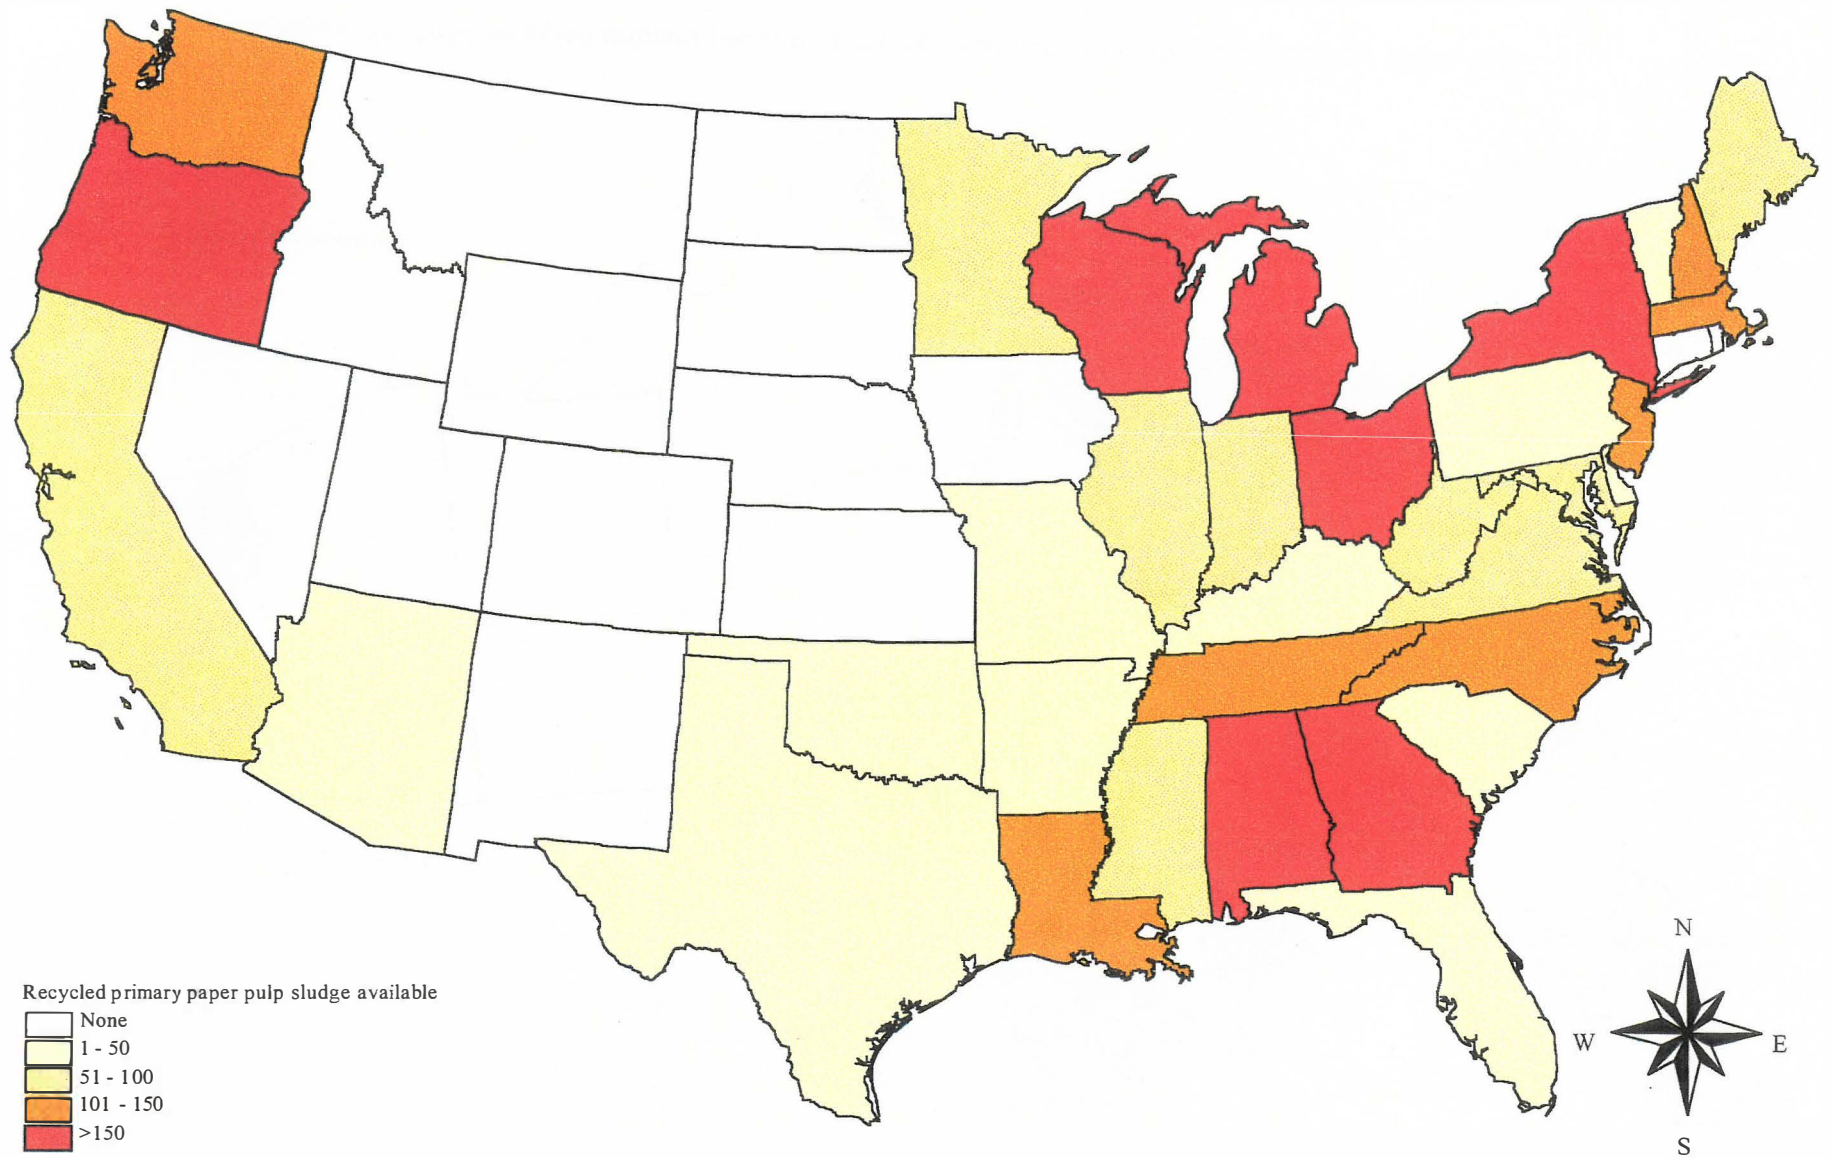 Recycled primary paper pulp sludge available
None
1 - 50
51 - 100
101 - 150
>150
N
W
E
S